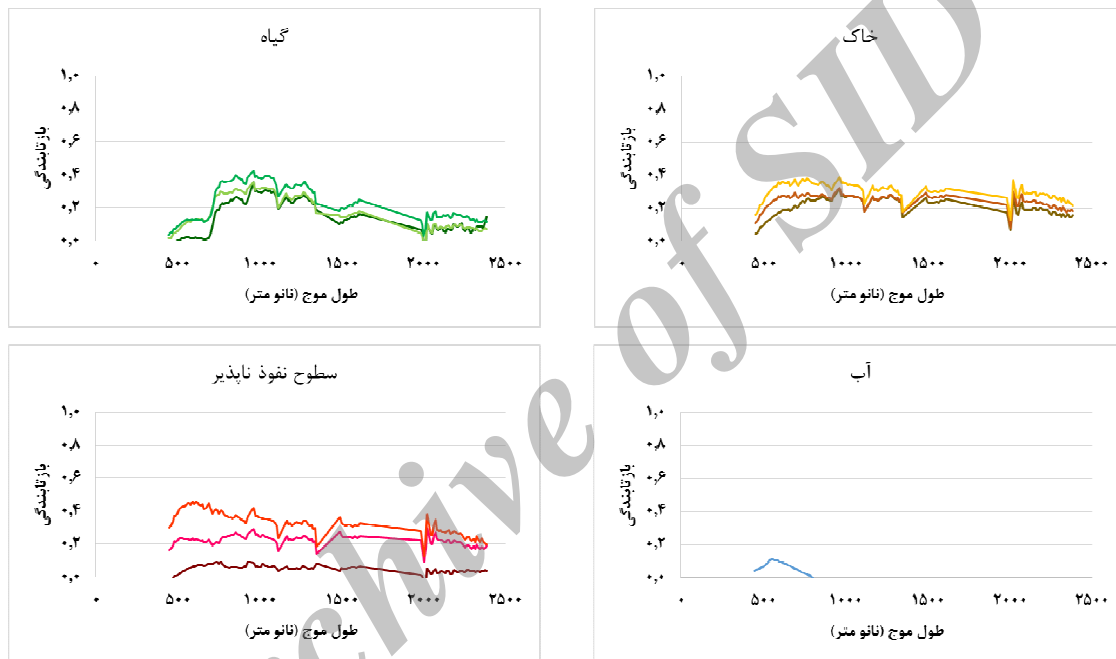 گیاه
۱٫۰
۰٫۸
۰٫۶
۰٫۴
۰٫۲
۰٫۰
بازتابندگی
۰ ۵۰۰ ۱۰۰۰ ۱۵۰۰ ۲۰۰۰ ۲۵۰۰
طول موج (نانو متر)
خاک
۱٫۰
۰٫۸
۰٫۶
۰٫۴
۰٫۲
۰٫۰
بازتابندگی
۰ ۵۰۰ ۱۰۰۰ ۱۵۰۰ ۲۰۰۰ ۲۵۰۰
طول موج (نانو متر)
سطوح نفوذ ناپذیر
۱٫۰
۰٫۸
۰٫۶
۰٫۴
۰٫۲
۰٫۰
بازتابندگی
۰ ۵۰۰ ۱۰۰۰ ۱۵۰۰ ۲۰۰۰ ۲۵۰۰
طول موج (نانو متر)
آب
۱٫۰
۰٫۸
۰٫۶
۰٫۴
۰٫۲
۰٫۰
بازتابندگی
۰ ۵۰۰ ۱۰۰۰ ۱۵۰۰ ۲۰۰۰ ۲۵۰۰
طول موج (نانو متر)
Archive of SID